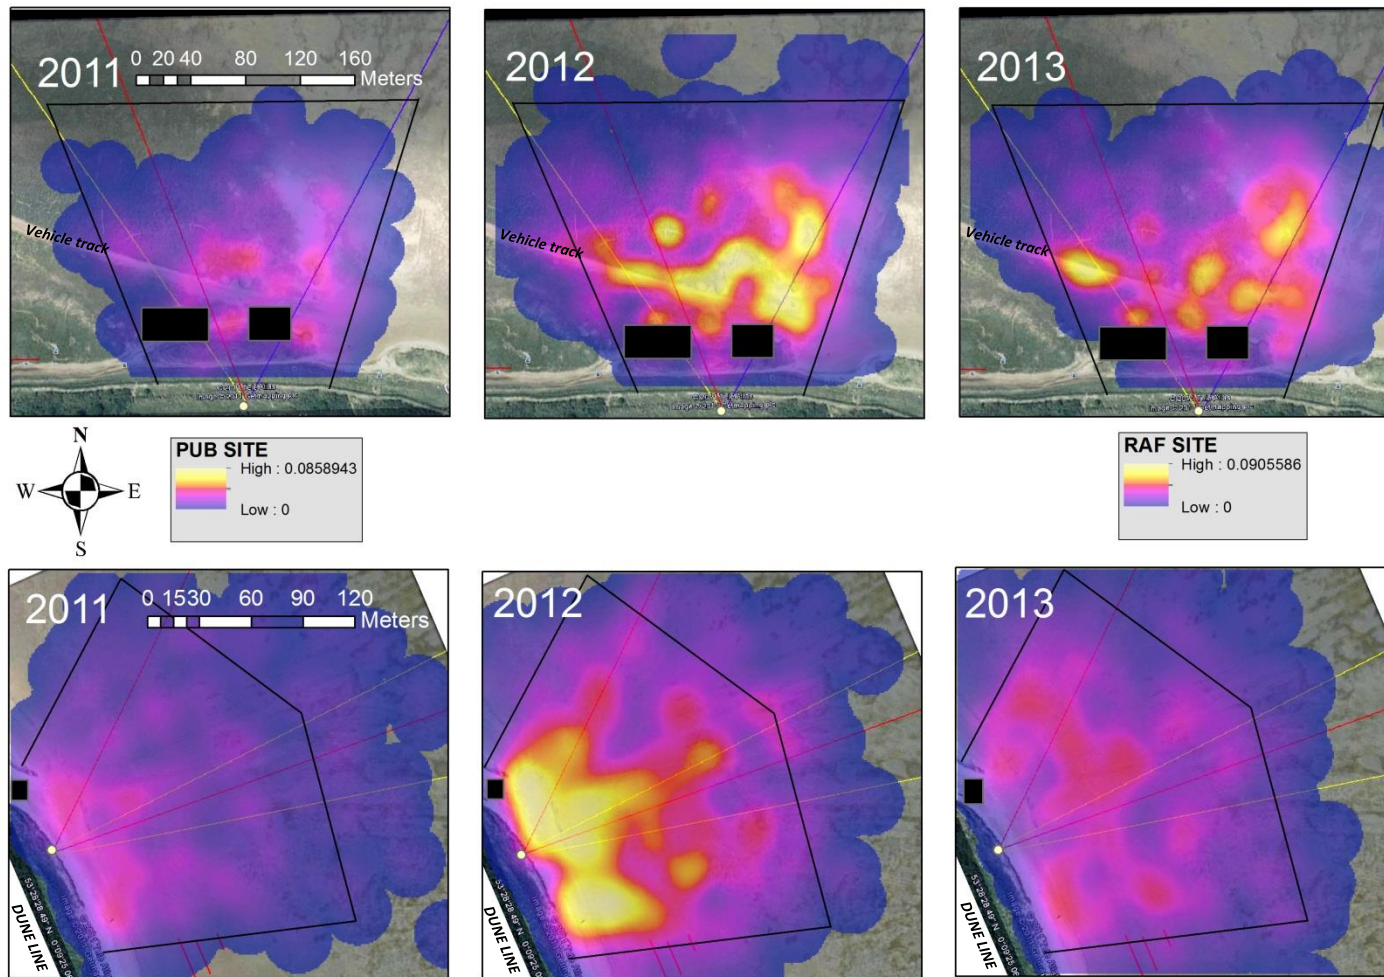 2011
0 20 40 80 120 160
Meters
Vehicle track
2012
Vehicle track
2013
Vehicle track
N
W E
S
PUB SITE
High : 0.0858943
Low : 0
RAF SITE
High : 0.0905586
Low : 0
2011
0 15 30 60 90 120
Meters
DUNE LINE
2012
DUNE LINE
2013
DUNE LINE